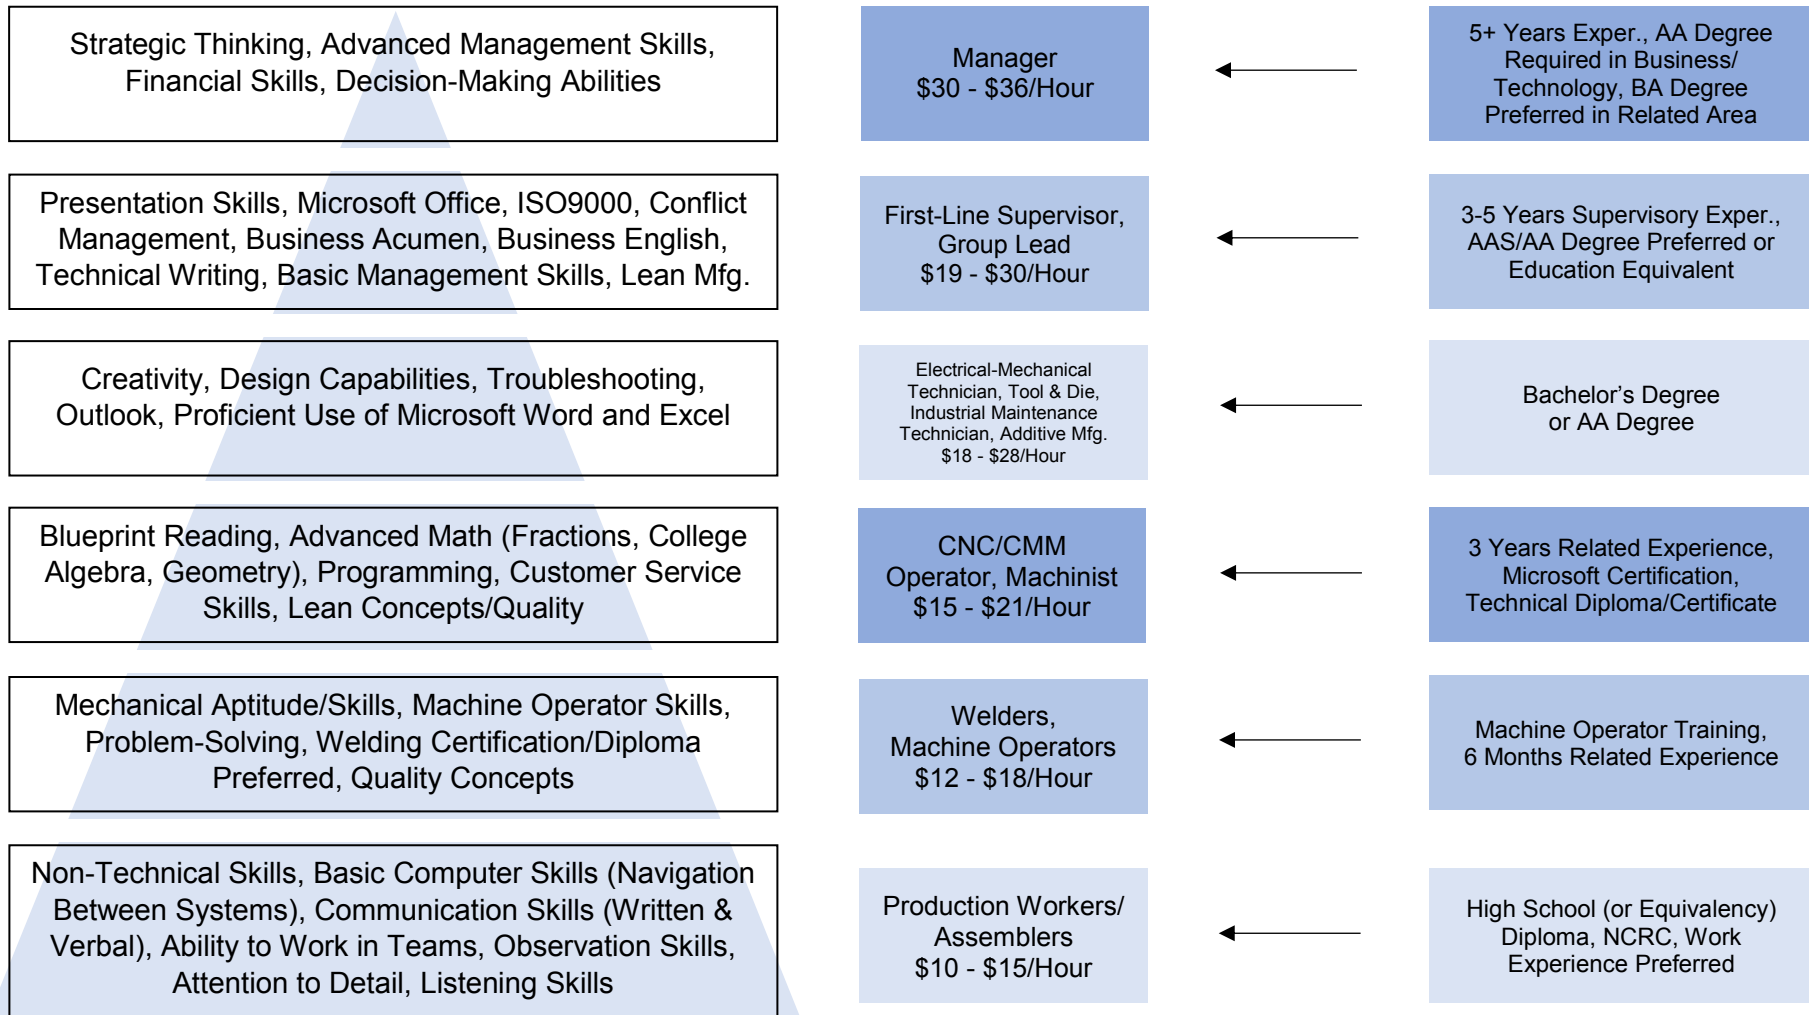 Strategic Thinking, Advanced Management Skills,
Financial Skills, Decision-Making Abilities
Manager
$30 - $36/Hour
5+ Years Exper., AA Degree
Required in Business/
Technology, BA Degree
Preferred in Related Area
Presentation Skills, Microsoft Office, ISO9000, Conflict
Management, Business Acumen, Business English,
Technical Writing, Basic Management Skills, Lean Mfg.
First-Line Supervisor,
Group Lead
$19 - $30/Hour
3-5 Years Supervisory Exper.,
AAS/AA Degree Preferred or
Education Equivalent
Creativity, Design Capabilities, Troubleshooting,
Outlook, Proficient Use of Microsoft Word and Excel
Electrical-Mechanical
Technician, Tool & Die,
Industrial Maintenance
Technician, Additive Mfg.
$18 - $28/Hour
Bachelor’s Degree
or AA Degree
Blueprint Reading, Advanced Math (Fractions, College
Algebra, Geometry), Programming, Customer Service
Skills, Lean Concepts/Quality
CNC/CMM
Operator, Machinist
$15 - $21/Hour
3 Years Related Experience,
Microsoft Certification,
Technical Diploma/Certificate
Mechanical Aptitude/Skills, Machine Operator Skills,
Problem-Solving, Welding Certification/Diploma
Preferred, Quality Concepts
Welders,
Machine Operators
$12 - $18/Hour
Machine Operator Training,
6 Months Related Experience
Non-Technical Skills, Basic Computer Skills (Navigation
Between Systems), Communication Skills (Written &
Verbal), Ability to Work in Teams, Observation Skills,
Attention to Detail, Listening Skills
Production Workers/
Assemblers
$10 - $15/Hour
High School (or Equivalency)
Diploma, NCRC, Work
Experience Preferred